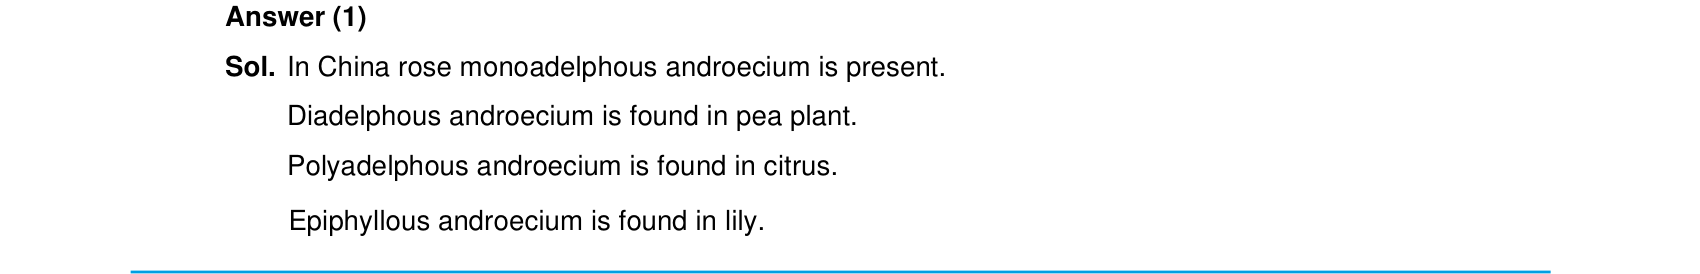 Answer (1)
Sol. In China rose monoadelphous androecium is present.
Diadelphous androecium is found in pea plant.
Polyadelphous androecium is found in citrus.
Epiphyllous androecium is found in lily.